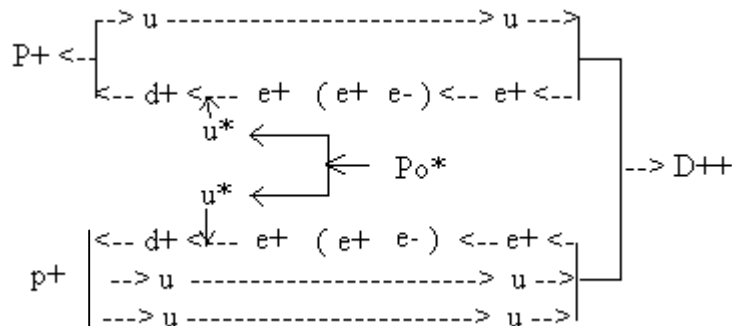 --> u -----------------------> u -->
P+ <--
<-- d+ <--- e+ ( e+ e- ) <--- e+ <--
u*
Po*
--> D++
u*
<-- d+ <--- e+ ( e+ e- ) <--- e+ <--
p+
--> u -----------------------> u -->
--> u -----------------------> u -->